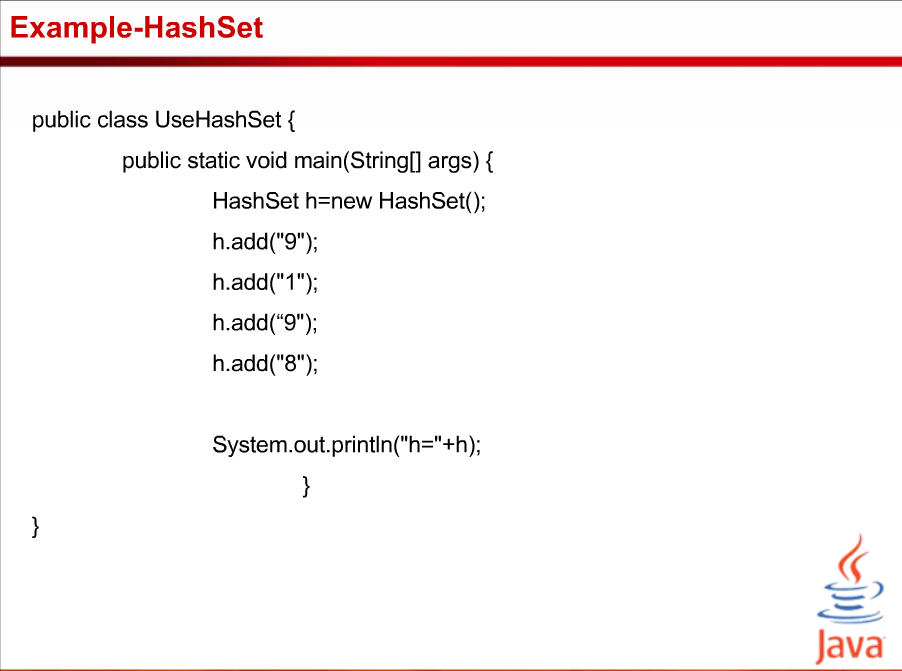 Example-HashSet
public class UseHashSet {
public static void main(String[] args) {
HashSet h=new HashSet();
h.add("9");
h.add("1");
h.add(“9");
h.add("8");
System.out.println("h="+h);
}
}
Java